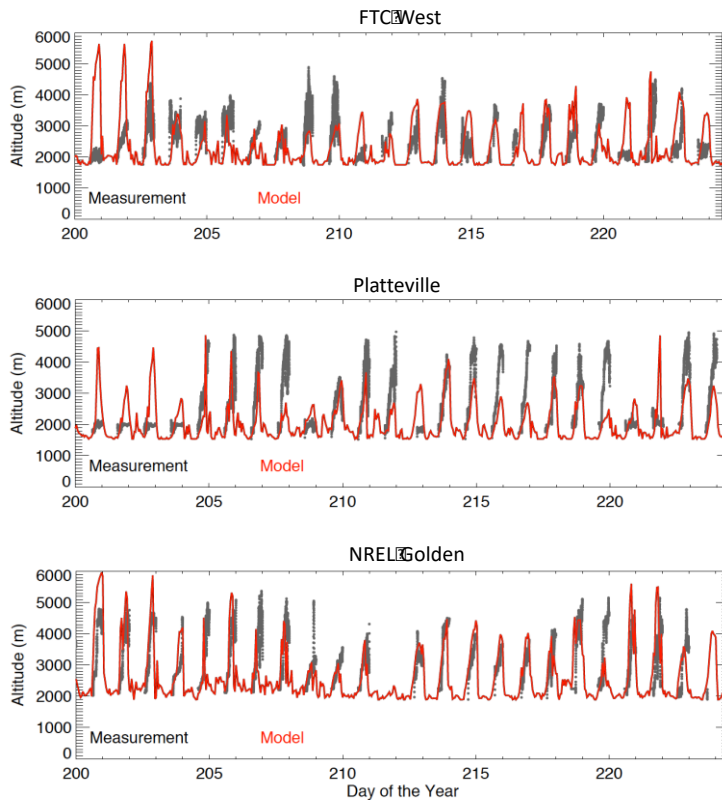 FTC West
6000
5000
4000
3000
2000
1000
0
Altitude (m)
Measurement Model
200 205 210 215 220
Platteville
6000
5000
4000
3000
2000
1000
0
Altitude (m)
Measurement Model
200 205 210 215 220
NREL Golden
6000
5000
4000
3000
2000
1000
0
Altitude (m)
Measurement Model
200 205 210 215 220
Day of the Year